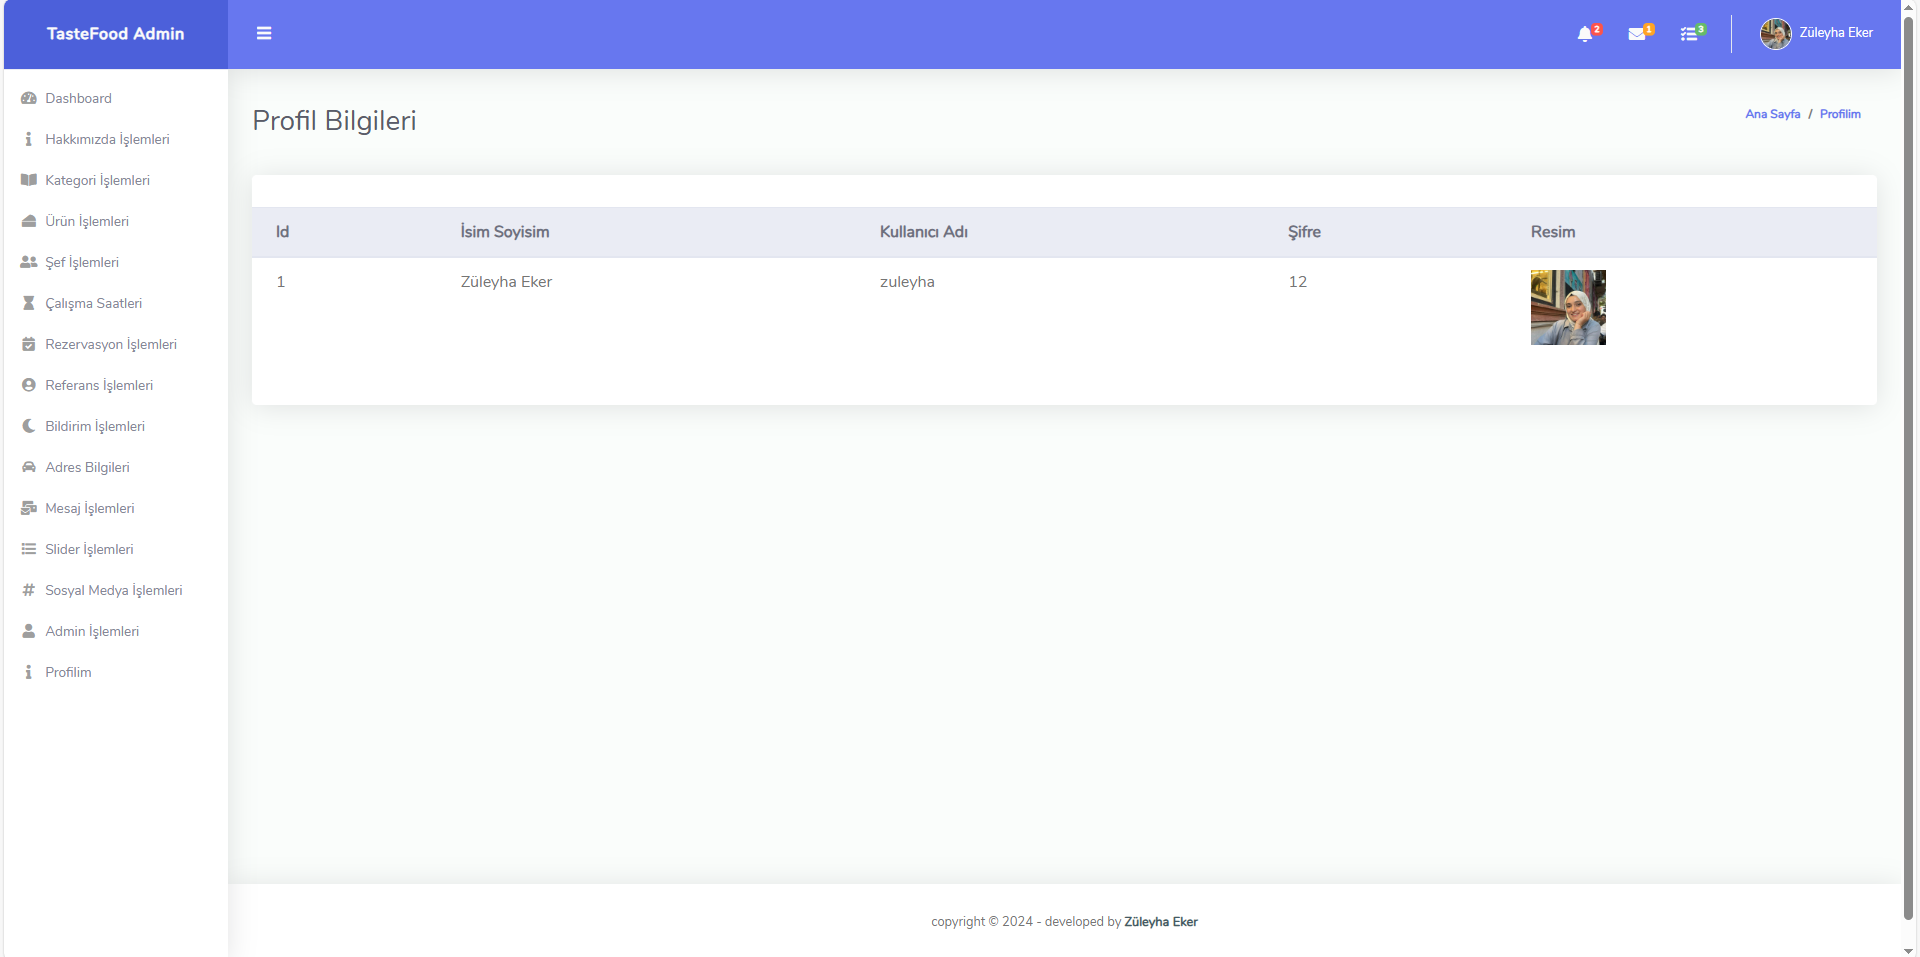 TasteFood Admin
2
1
3
Züleyha Eker
Dashboard
Hakkımızda İşlemleri
Kategori İşlemleri
Ürün İşlemleri
Şef İşlemleri
Çalışma Saatleri
Rezervasyon İşlemleri
Referans İşlemleri
Bildirim İşlemleri
Adres Bilgileri
Mesaj İşlemleri
Slider İşlemleri
# Sosyal Medya İşlemleri
Admin İşlemleri
Profilim
Profil Bilgileri
Ana Sayfa / Profilim
Id İsim Soyisim Kullanıcı Adı Şifre Resim
1 Züleyha Eker zuleyha 12
copyright © 2024 - developed by Züleyha Eker